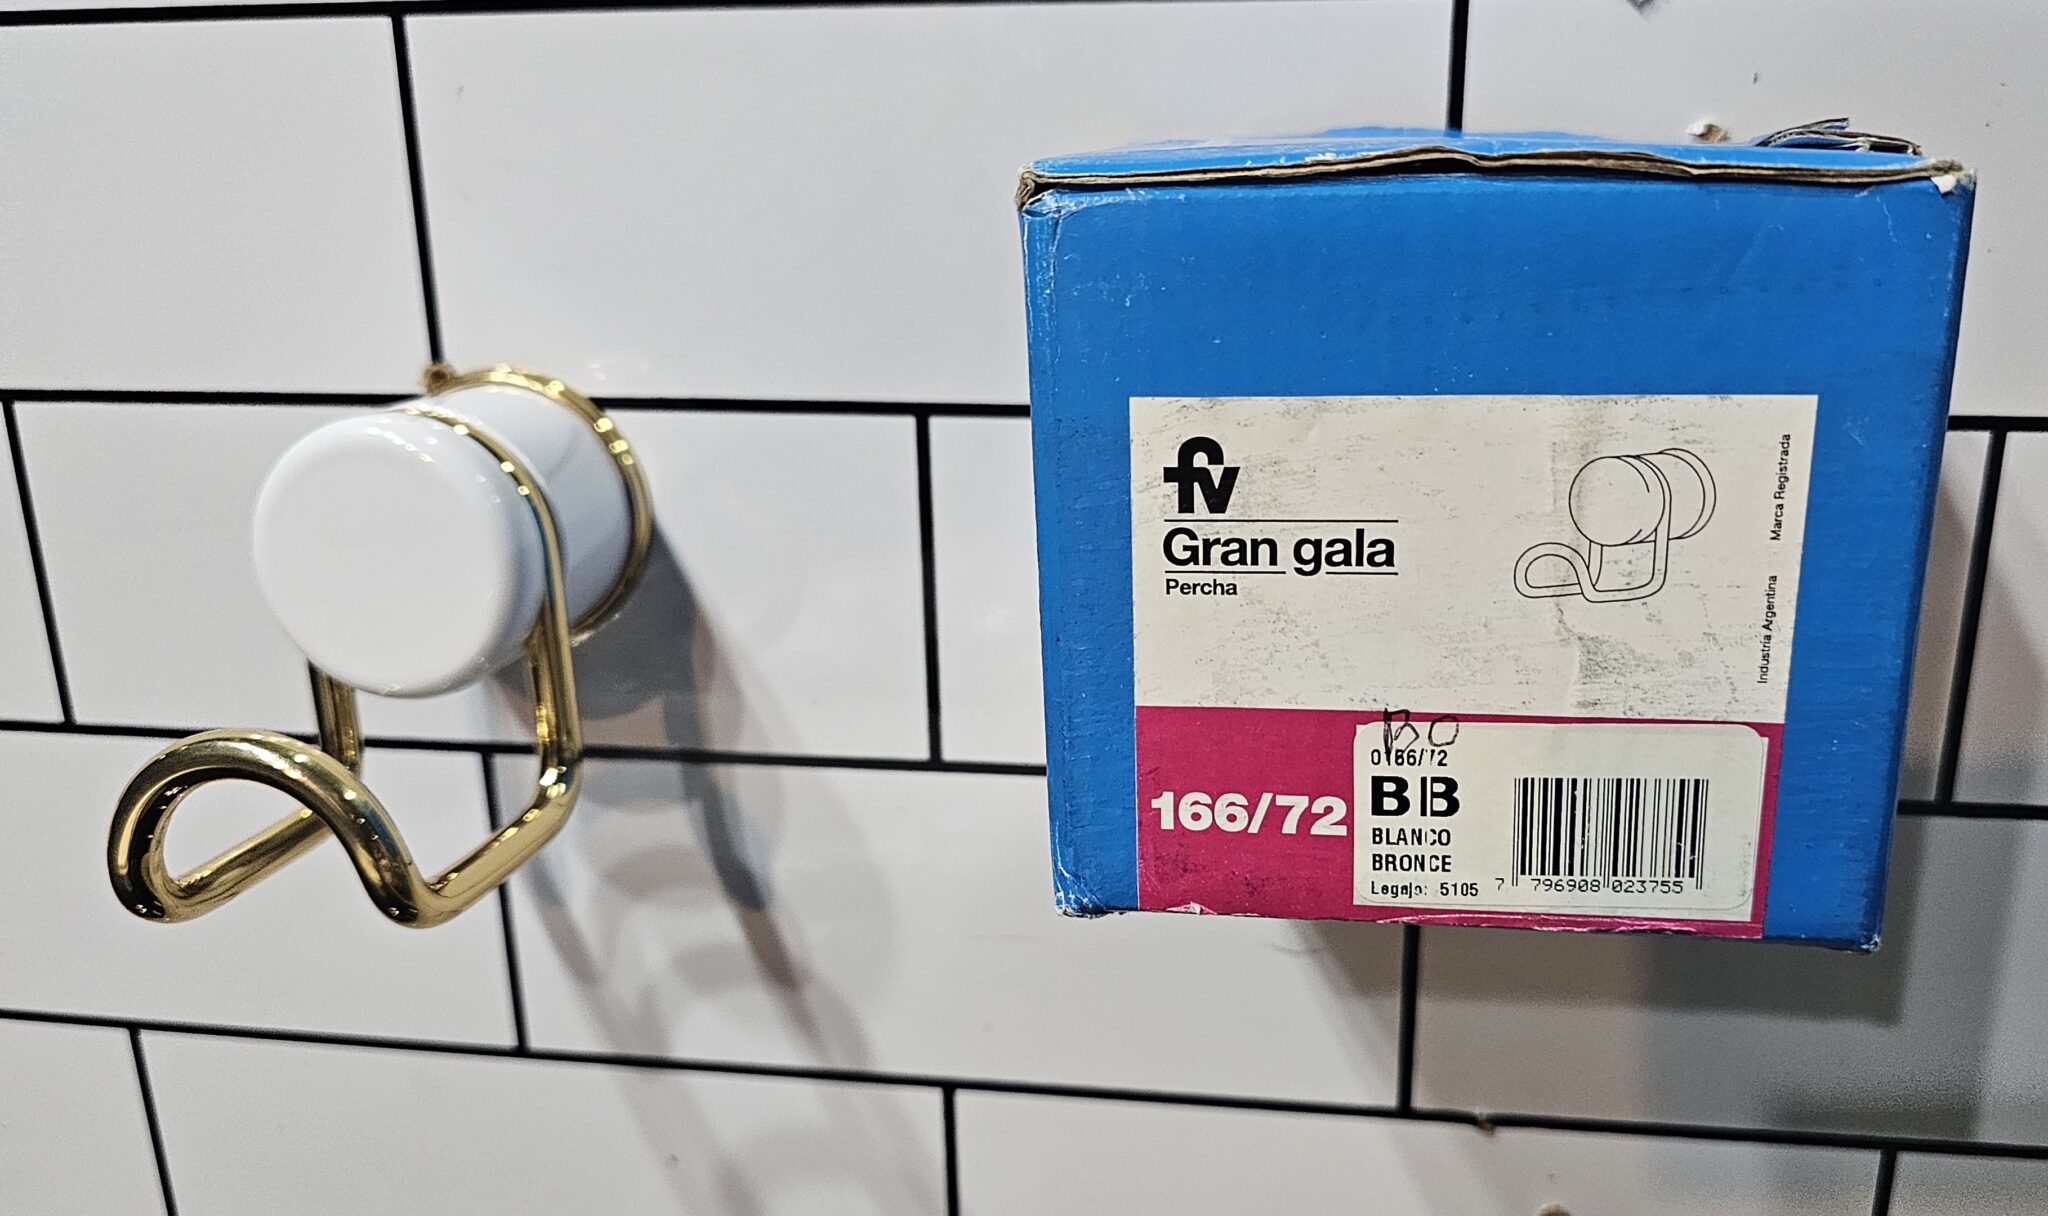 fv
Gran gala
Percha
Marca Registrada
Industria Argentina
166/72
BO
0166/72
BB
BLANCO
BRONCE
Legajo: 5105
7 796908 023755